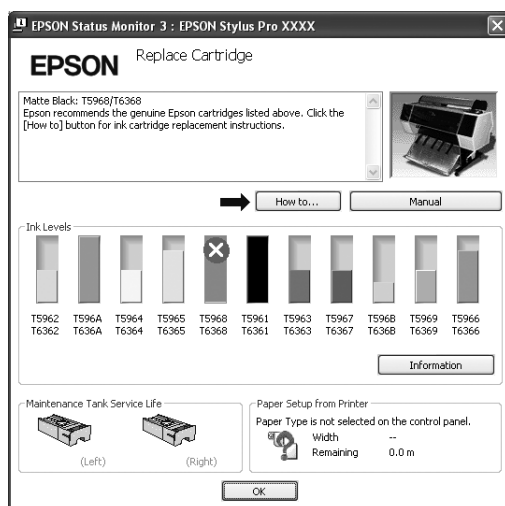 EPSON Status Monitor 3 : EPSON Stylus Pro XXXX
EPSON
Replace Cartridge
Matte Black: T5968/T6368
Epson recommends the genuine Epson cartridges listed above. Click the
[How to] button for ink cartridge replacement instructions.
How to...
Manual
Ink Levels
T5962 T596A T5964 T5965 T5968 T5961 T5963 T5967 T596B T5969 T5966
T6362 T636A T6364 T6365 T6368 T6361 T6363 T6367 T636B T6369 T6366
Information
Maintenance Tank Service Life
(Left)
(Right)
Paper Setup from Printer
Paper Type is not selected on the control panel.
Width --
Remaining 0.0 m
OK